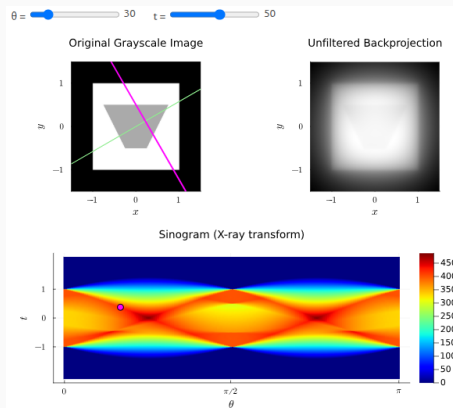 θ = 30 t = 50
Original Grayscale Image
Unfiltered Backprojection
1
0
−1
y
−1 0 1
x
1
0
−1
y
−1 0 1
x
Sinogram (X-ray transform)
1
0
−1
t
0 π/2 π
θ
450
400
350
300
250
200
150
100
50
0